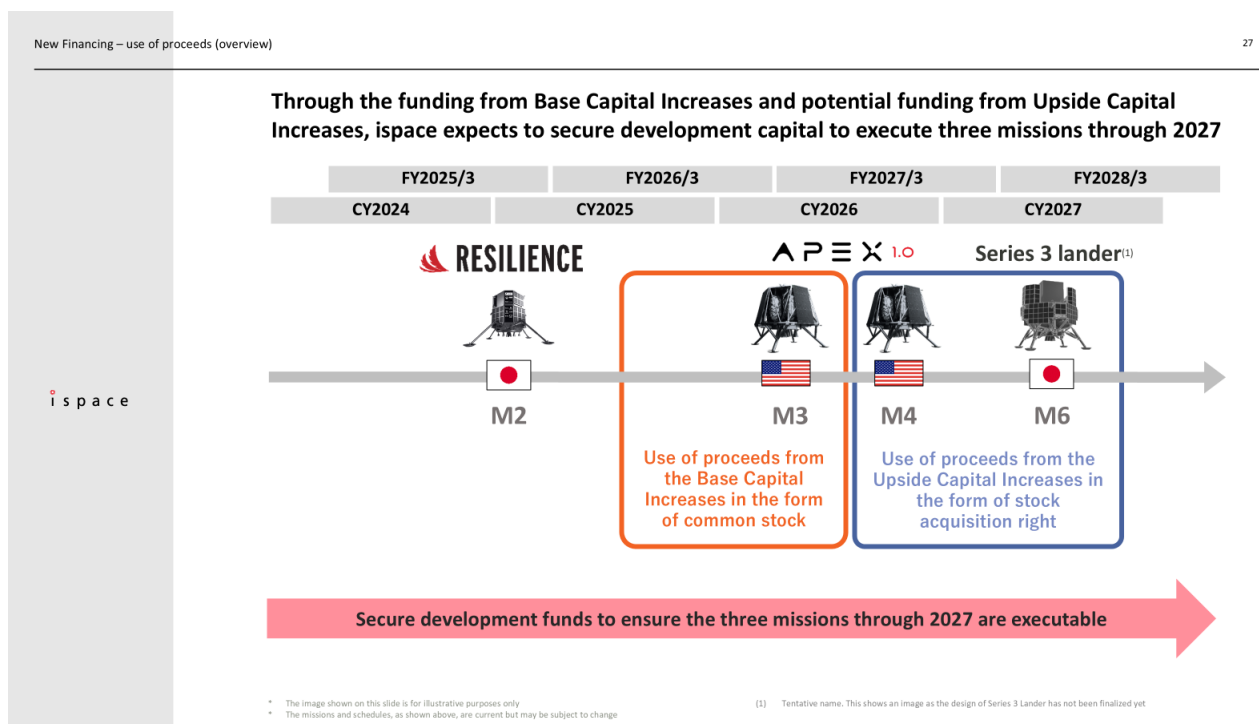 New Financing – use of proceeds (overview)
27
Through the funding from Base Capital Increases and potential funding from Upside Capital
Increases, ispace expects to secure development capital to execute three missions through 2027
FY2025/3 FY2026/3 FY2027/3 FY2028/3
CY2024 CY2025 CY2026 CY2027
RESILIENCE
APEX 1.0
Series 3 lander(1)
ispace
M2 M3 M4 M6
Use of proceeds from
the Base Capital
Increases in the form
of common stock
Use of proceeds from the
Upside Capital Increases in
the form of stock
acquisition right
Secure development funds to ensure the three missions through 2027 are executable
* The image shown on this slide is for illustrative purposes only
* The missions and schedules, as shown above, are current but may be subject to change
(1) Tentative name. This shows an image as the design of Series 3 Lander has not been finalized yet